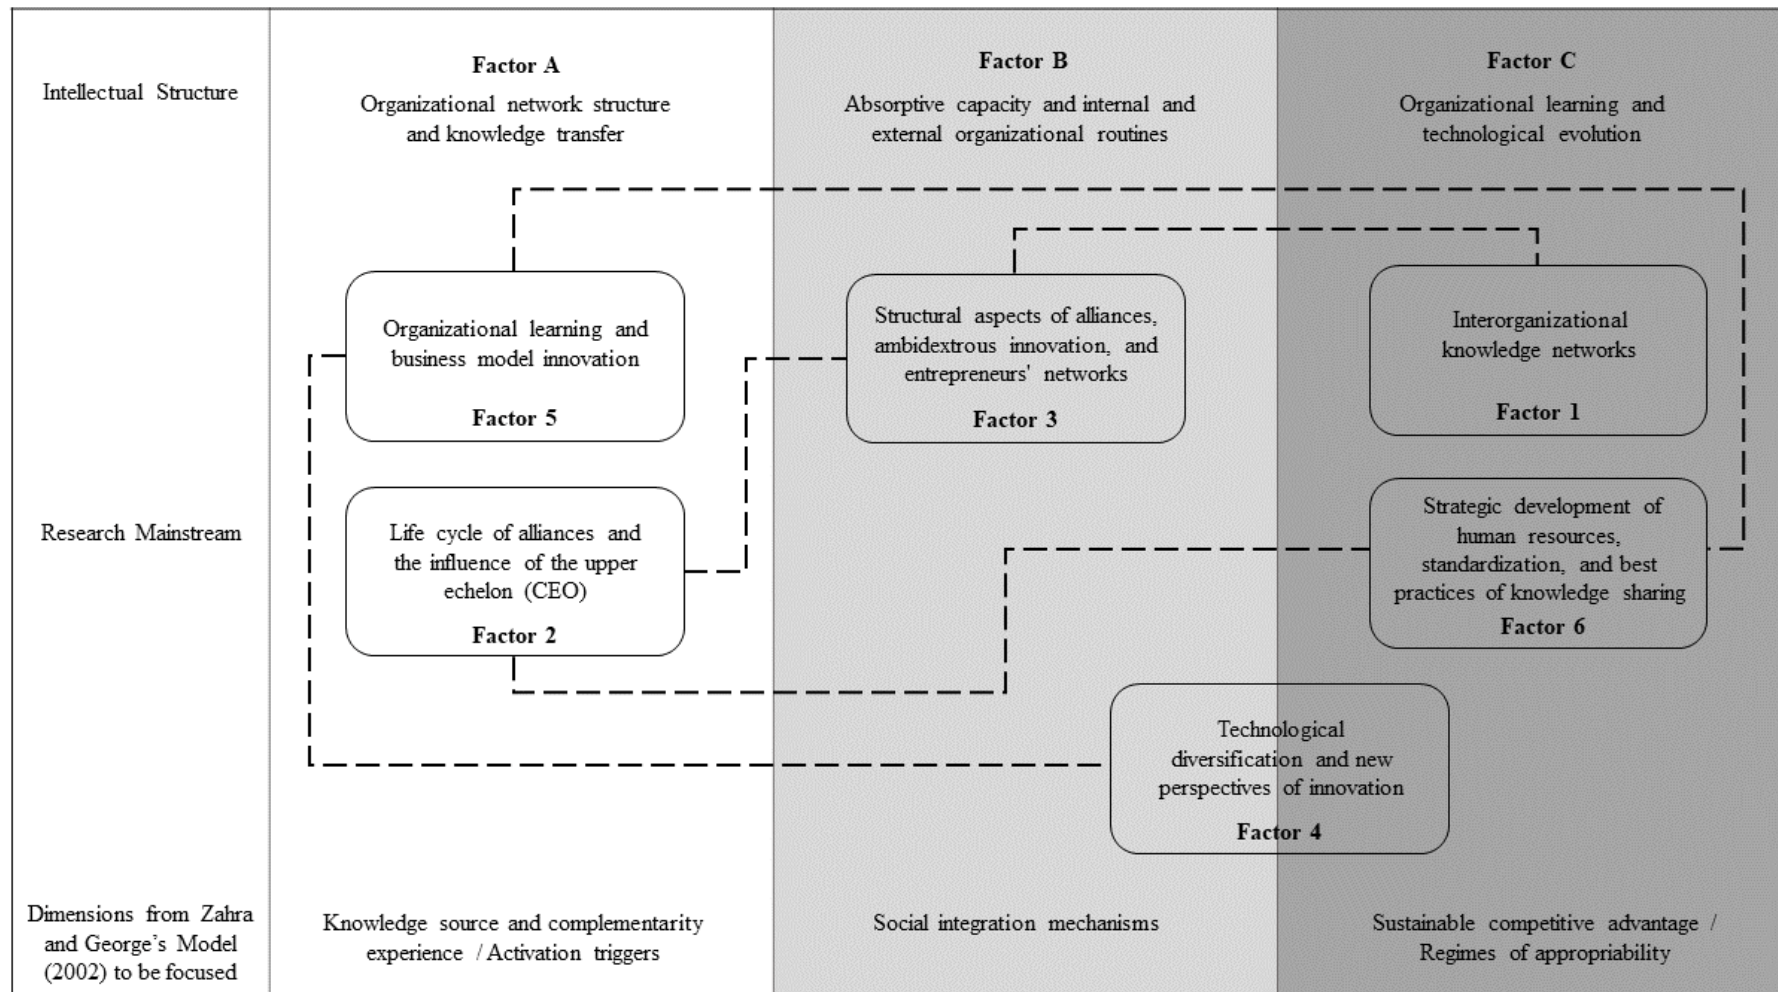 Intellectual Structure
Factor A
Organizational network structure
and knowledge transfer
Factor B
Absorptive capacity and internal and
external organizational routines
Factor C
Organizational learning and
technological evolution
Research Mainstream
Organizational learning and
business model innovation
Factor 5
Structural aspects of alliances,
ambidextrous innovation, and
entrepreneurs' networks
Factor 3
Interorganizational
knowledge networks
Factor 1
Life cycle of alliances and
the influence of the upper
echelon (CEO)
Factor 2
Strategic development of
human resources,
standardization, and best
practices of knowledge sharing
Factor 6
Technological
diversification and new
perspectives of innovation
Factor 4
Dimensions from Zahra
and George’s Model
(2002) to be focused
Knowledge source and complementarity
experience / Activation triggers
Social integration mechanisms
Sustainable competitive advantage /
Regimes of appropriability